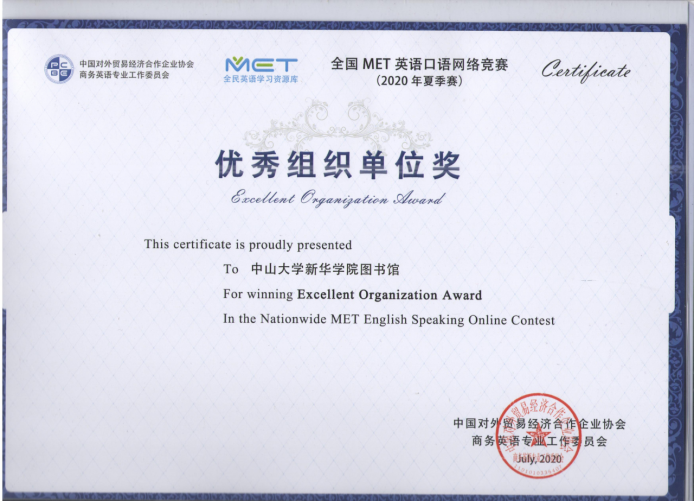 中国对外贸易经济合作企业协会
商务英语专业工作委员会
MET
全民英语学习资源库
全国 MET 英语口语网络竞赛
（2020 年夏季赛）
Certificate
优秀组织单位奖
Excellent Organization Award
This certificate is proudly presented
To 中山大学新华学院图书馆
For winning Excellent Organization Award
In the Nationwide MET English Speaking Online Contest
中国对外贸易经济合作企业协会
商务英语专业工作委员会
July, 2020